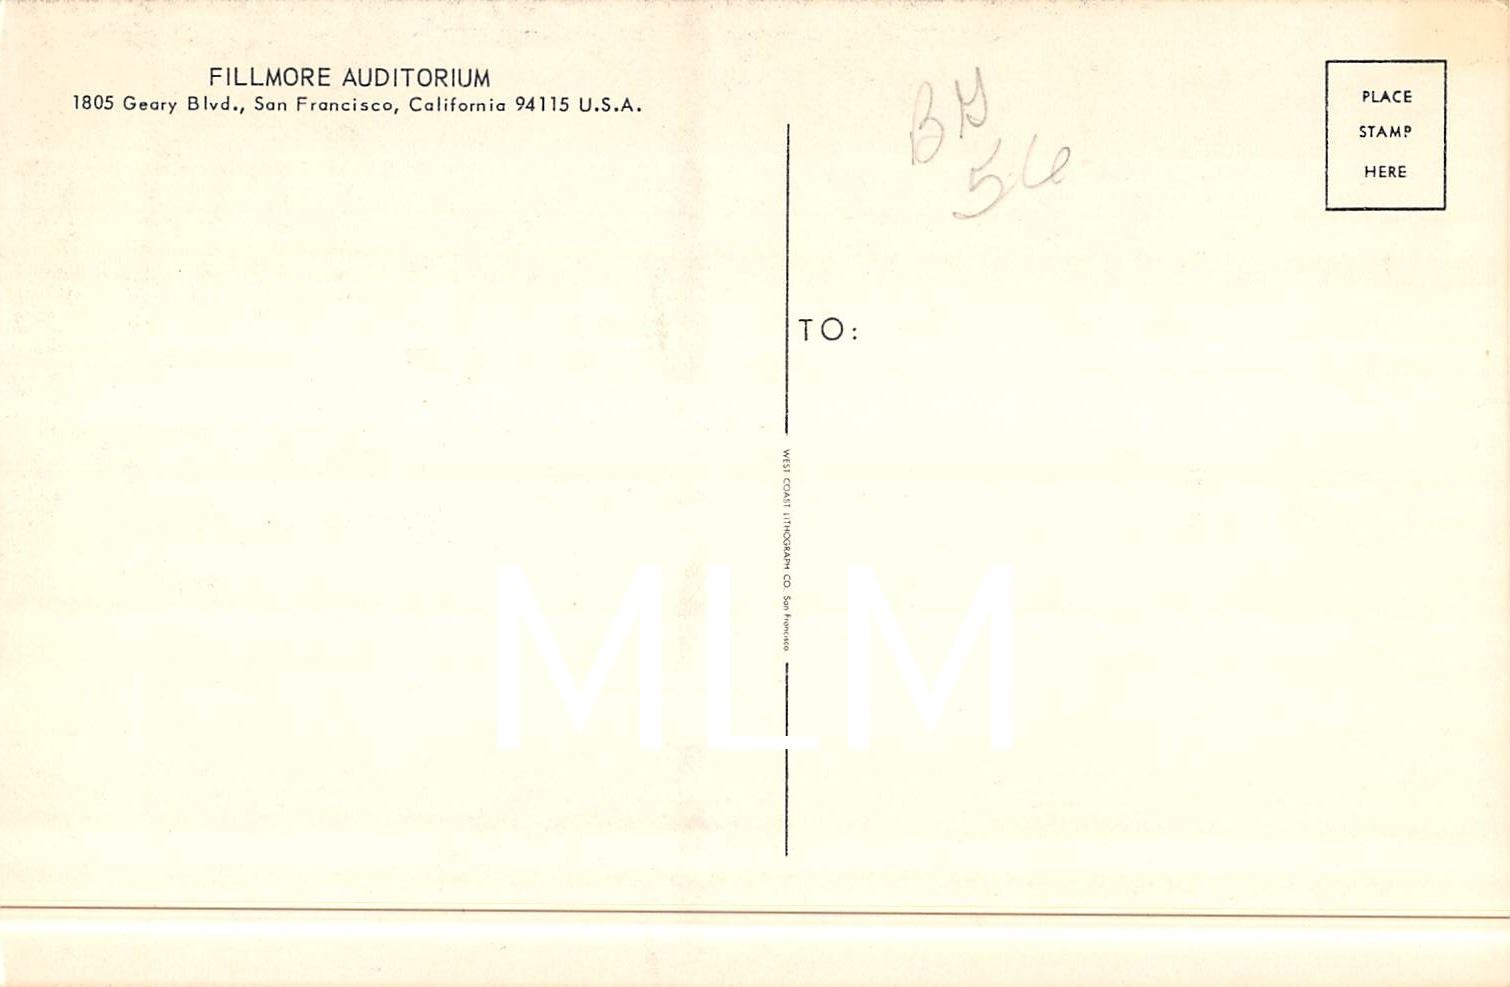 FILLMORE AUDITORIUM
1805 Geary Blvd., San Francisco, California 94115 U.S.A.
BG
56
PLACE
STAMP
HERE
TO:
WEST COAST LITHOGRAPH CO. San Francisco
MLM